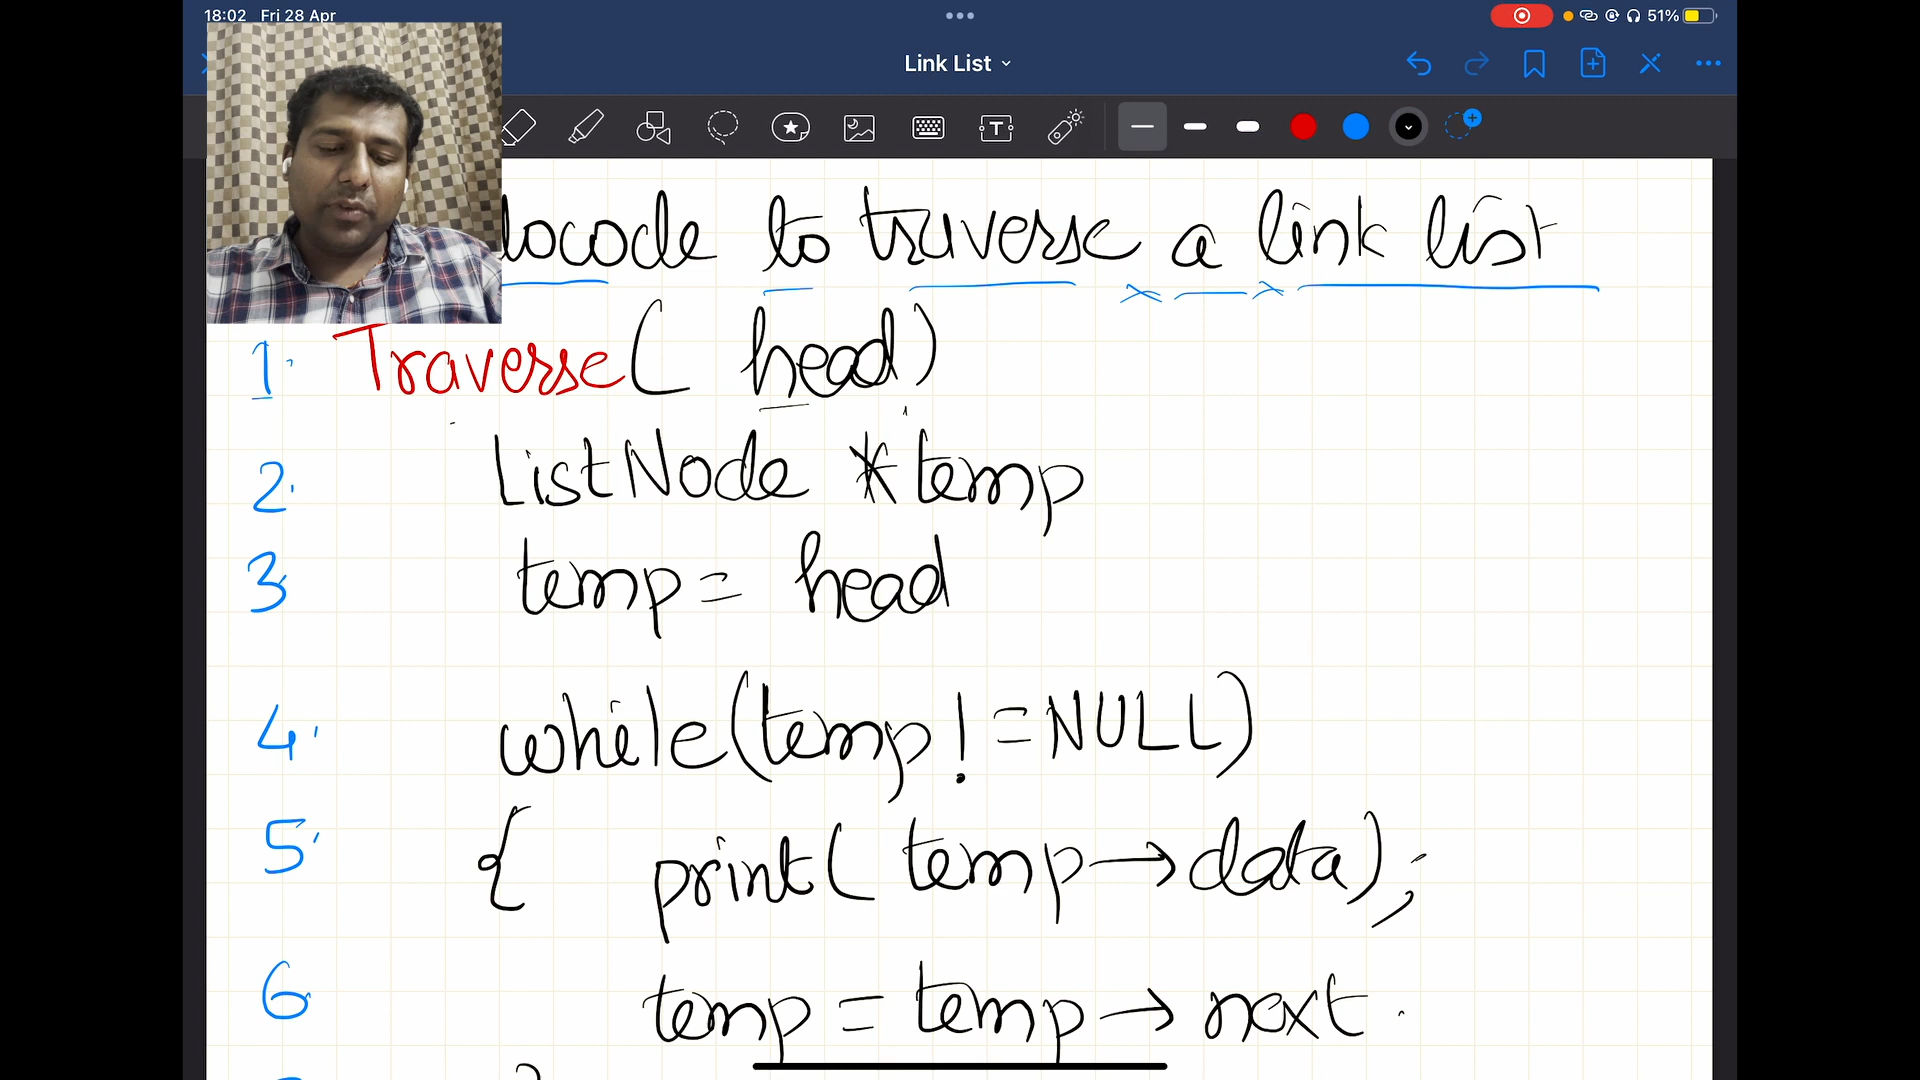 18:02 Fri 28 Apr
51%
Link List
to traverse a link list
1. Traverse( head)
2. ListNode *temp
3 temp = head
4. while(temp != NULL)
5. { print( temp→data);
6 temp = temp → next.